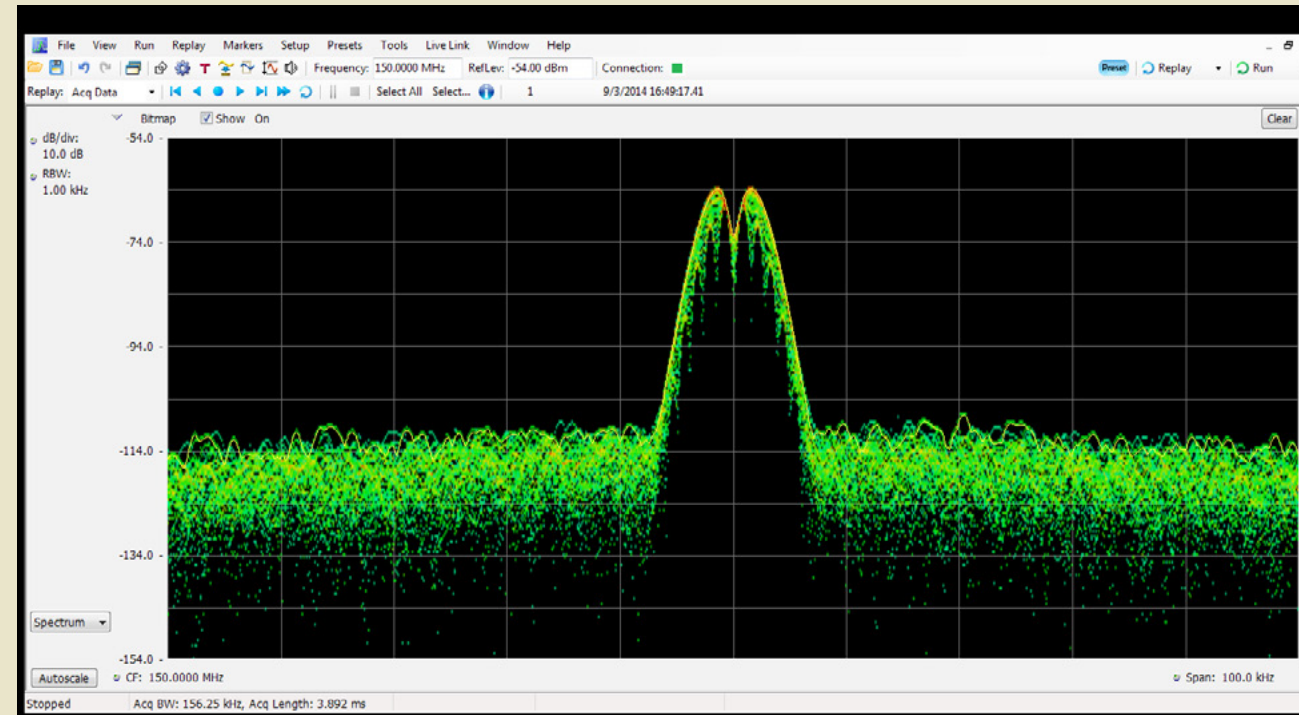 File View Run Replay Markers Setup Presets Tools Live Link Window Help
T Frequency: 150.0000 MHz RefLev: -54.00 dBm Connection: Preset Replay Run
Replay: Acq Data Select All Select... 1 9/3/2014 16:49:17.41
Bitmap Show On Clear
dB/div:
10.0 dB
RBW:
1.00 kHz
-54.0
-74.0
-94.0
-114.0
-134.0
-154.0
Spectrum
Autoscale CF: 150.0000 MHz Span: 100.0 kHz
Stopped Acq BW: 156.25 kHz, Acq Length: 3.892 ms